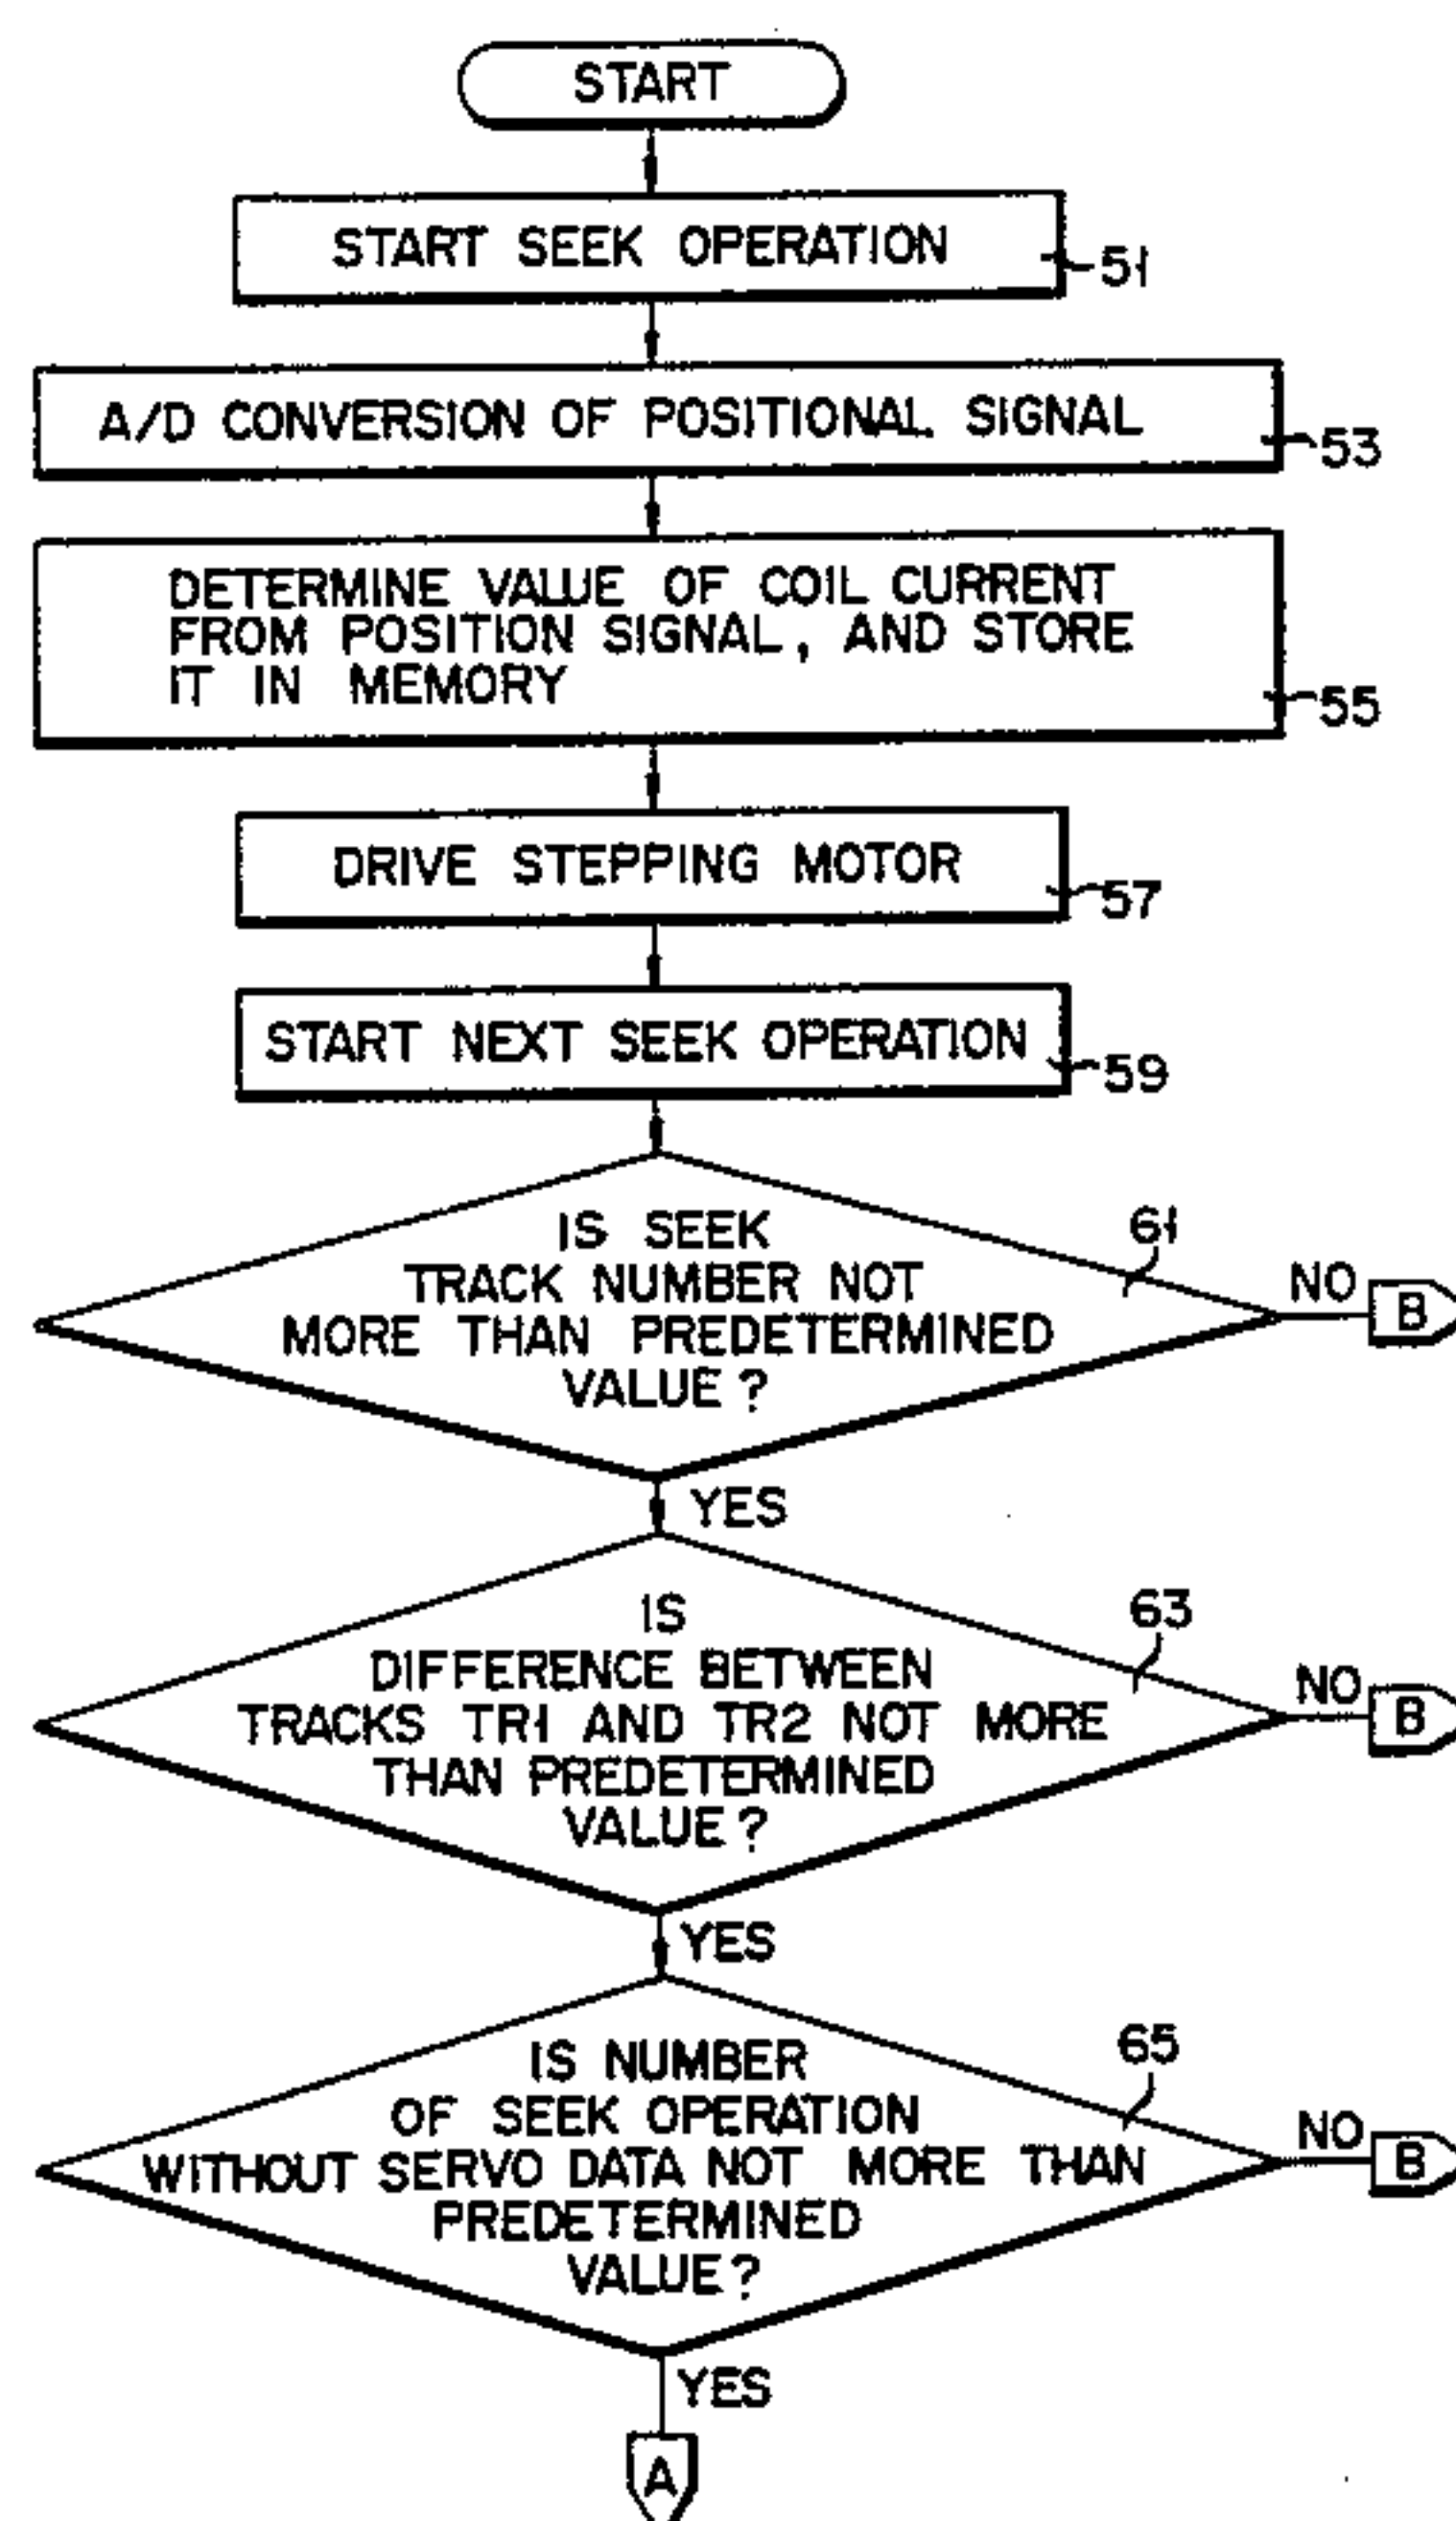 START
START SEEK OPERATION
51
A/D CONVERSION OF POSITIONAL SIGNAL
53
DETERMINE VALUE OF COIL CURRENT
FROM POSITION SIGNAL, AND STORE
IT IN MEMORY
55
DRIVE STEPPING MOTOR
57
START NEXT SEEK OPERATION
59
IS SEEK
TRACK NUMBER NOT
MORE THAN PREDETERMINED
VALUE?
61
NO
B
YES
IS
DIFFERENCE BETWEEN
TRACKS TR1 AND TR2 NOT MORE
THAN PREDETERMINED
VALUE?
63
NO
B
YES
IS NUMBER
OF SEEK OPERATION
WITHOUT SERVO DATA NOT MORE THAN
PREDETERMINED
VALUE?
65
NO
B
YES
A